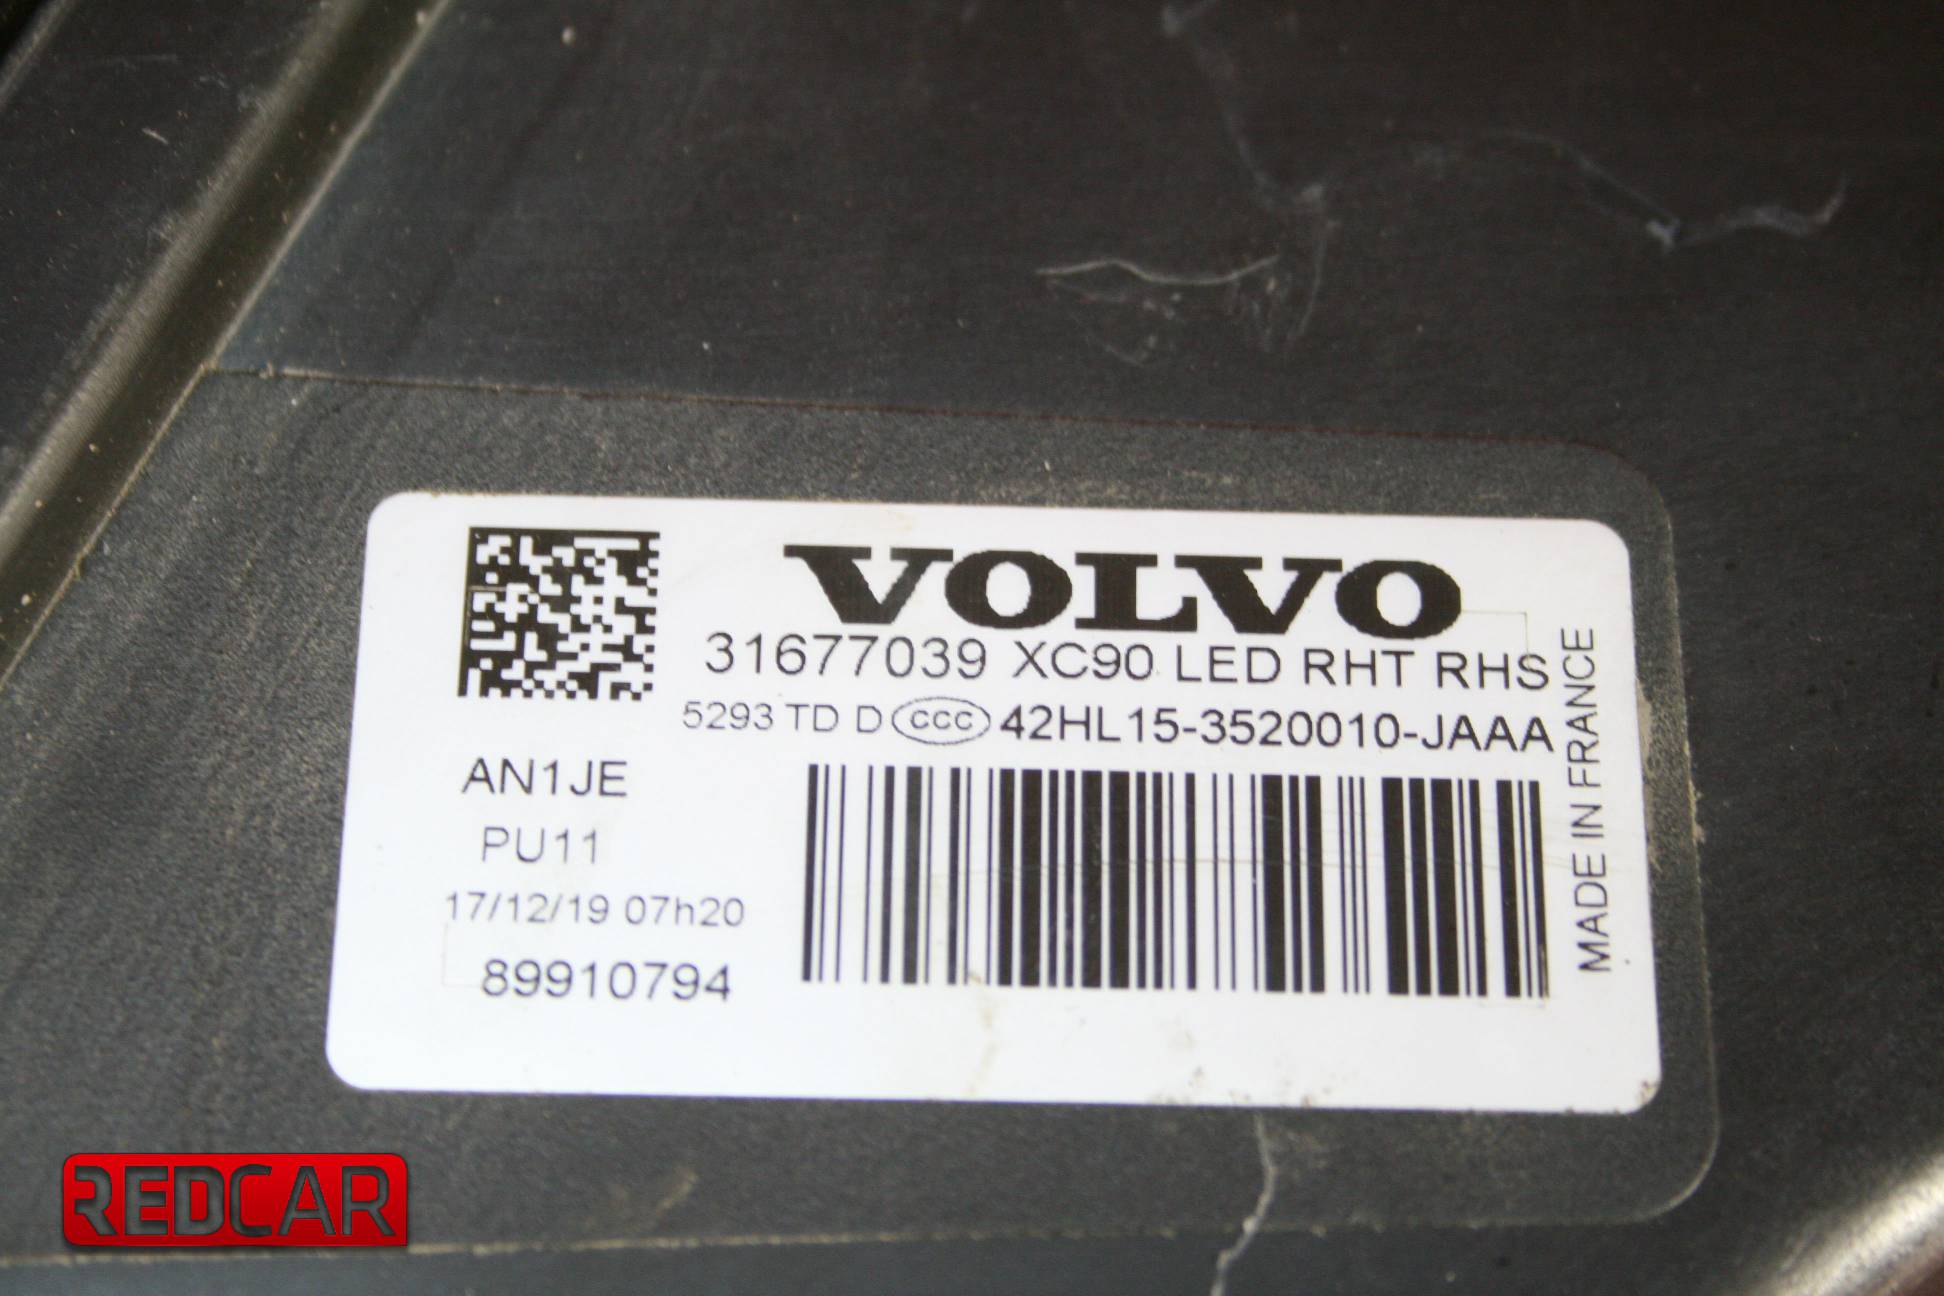 VOLVO
31677039 XC90 LED RHT RHS
5293 TD D CCC 42HL15-3520010-JAAA
AN1JE
PU11
17/12/19 07h20
89910794
MADE IN FRANCE
REDCAR